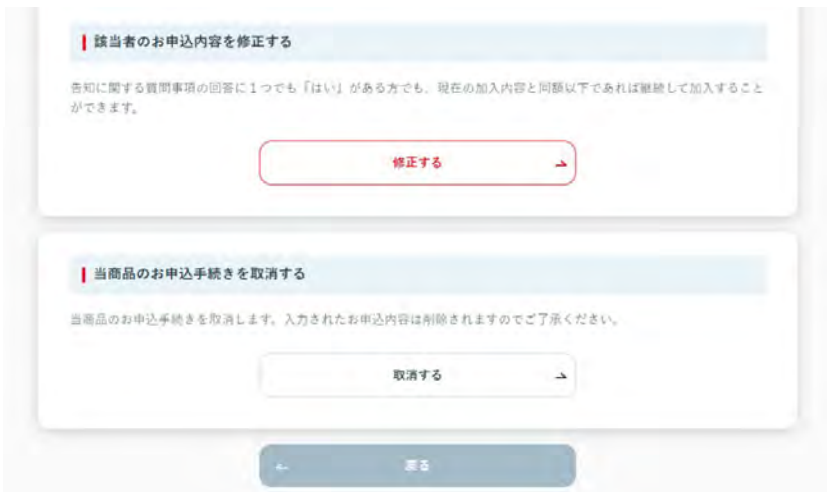 該当者のお申込内容を修正する
告知に関する質問事項の回答に1つでも「はい」がある方でも、現在の加入内容と同額以下であれば継続して加入すること
ができます。
修正する
当商品のお申込手続きを取消する
当商品のお申込手続きを取消します。入力されたお申込内容は削除されますのでご了承ください。
取消する
戻る